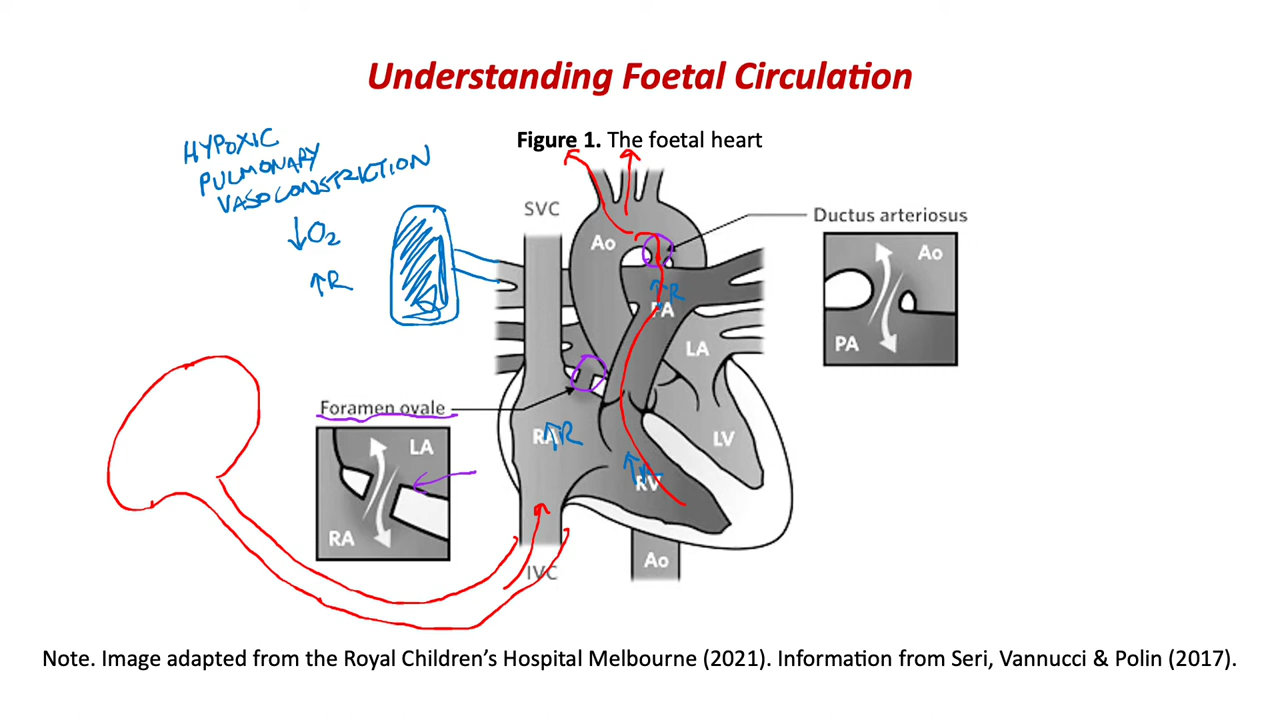 Understanding Foetal Circulation
Figure 1. The foetal heart
HYPOXIC
PULMONARY
VASOCONSTRICTION
↓O2
↑R
SVC
Ao
Ductus arteriosus
Ao
PA
↑R
PA
LA
Foramen ovale
LA
RA
RA
↑R
LV
RV
IVC
Ao
Note. Image adapted from the Royal Children's Hospital Melbourne (2021). Information from Seri, Vannucci & Polin (2017).